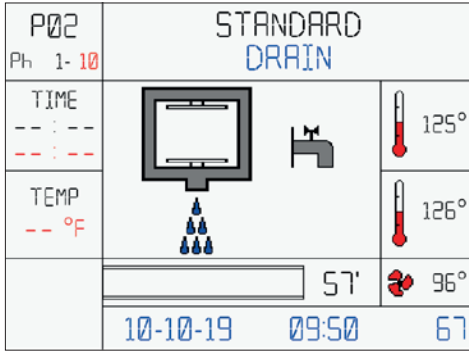 P02
Ph 1- 10
STANDARD
DRAIN
TIME
-- : --
-- : --
TEMP
-- °F
125°
126°
57'
96°
10-10-19 09:50 67